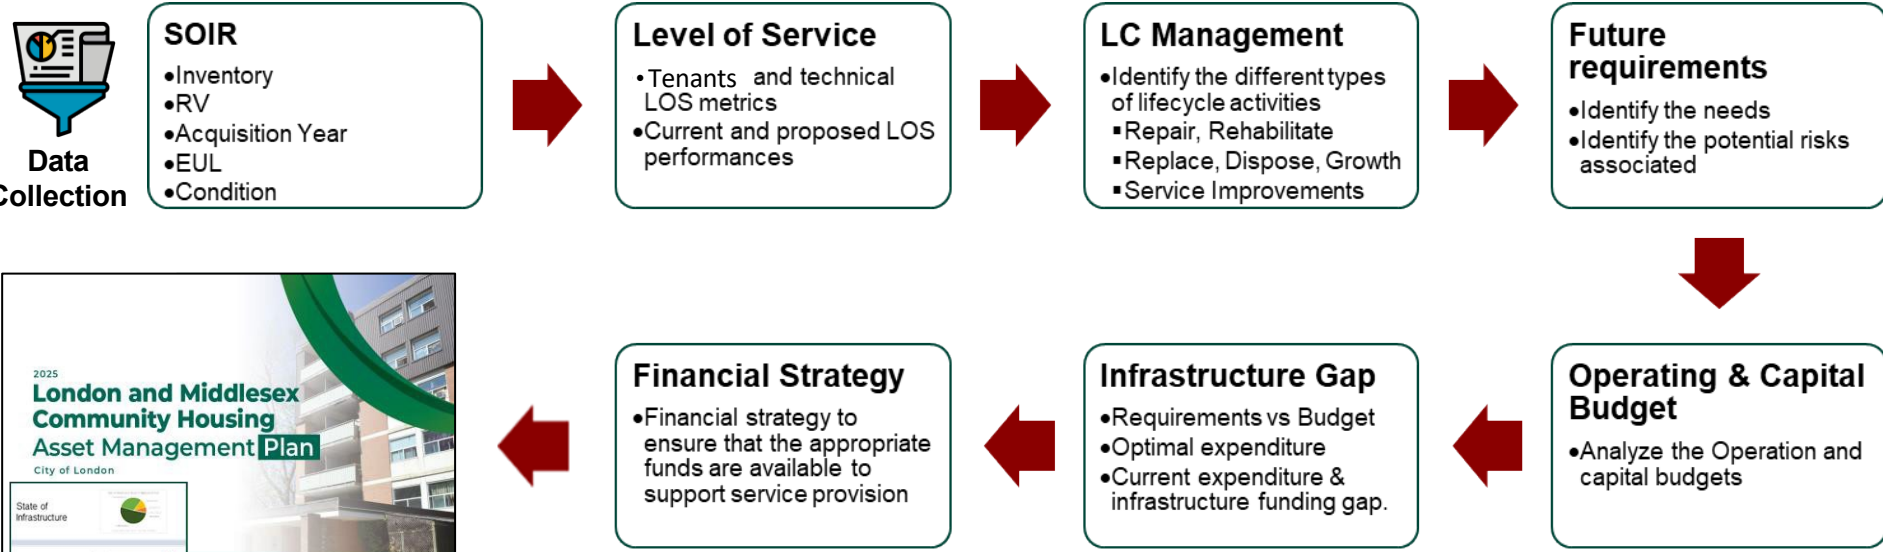 Data
Collection
SOIR
•Inventory
•RV
•Acquisition Year
•EUL
•Condition
Level of Service
• Tenants and technical
LOS metrics
•Current and proposed LOS
performances
LC Management
•Identify the different types
of lifecycle activities
▪Repair, Rehabilitate
▪Replace, Dispose, Growth
▪Service Improvements
Future
requirements
•Identify the needs
•Identify the potential risks
associated
Operating & Capital
Budget
•Analyze the Operation and
capital budgets
Infrastructure Gap
•Requirements vs Budget
•Optimal expenditure
•Current expenditure &
infrastructure funding gap.
Financial Strategy
•Financial strategy to
ensure that the appropriate
funds are available to
support service provision
2025
London and Middlesex
Community Housing
Asset Management Plan
City of London
State of
Infrastructure